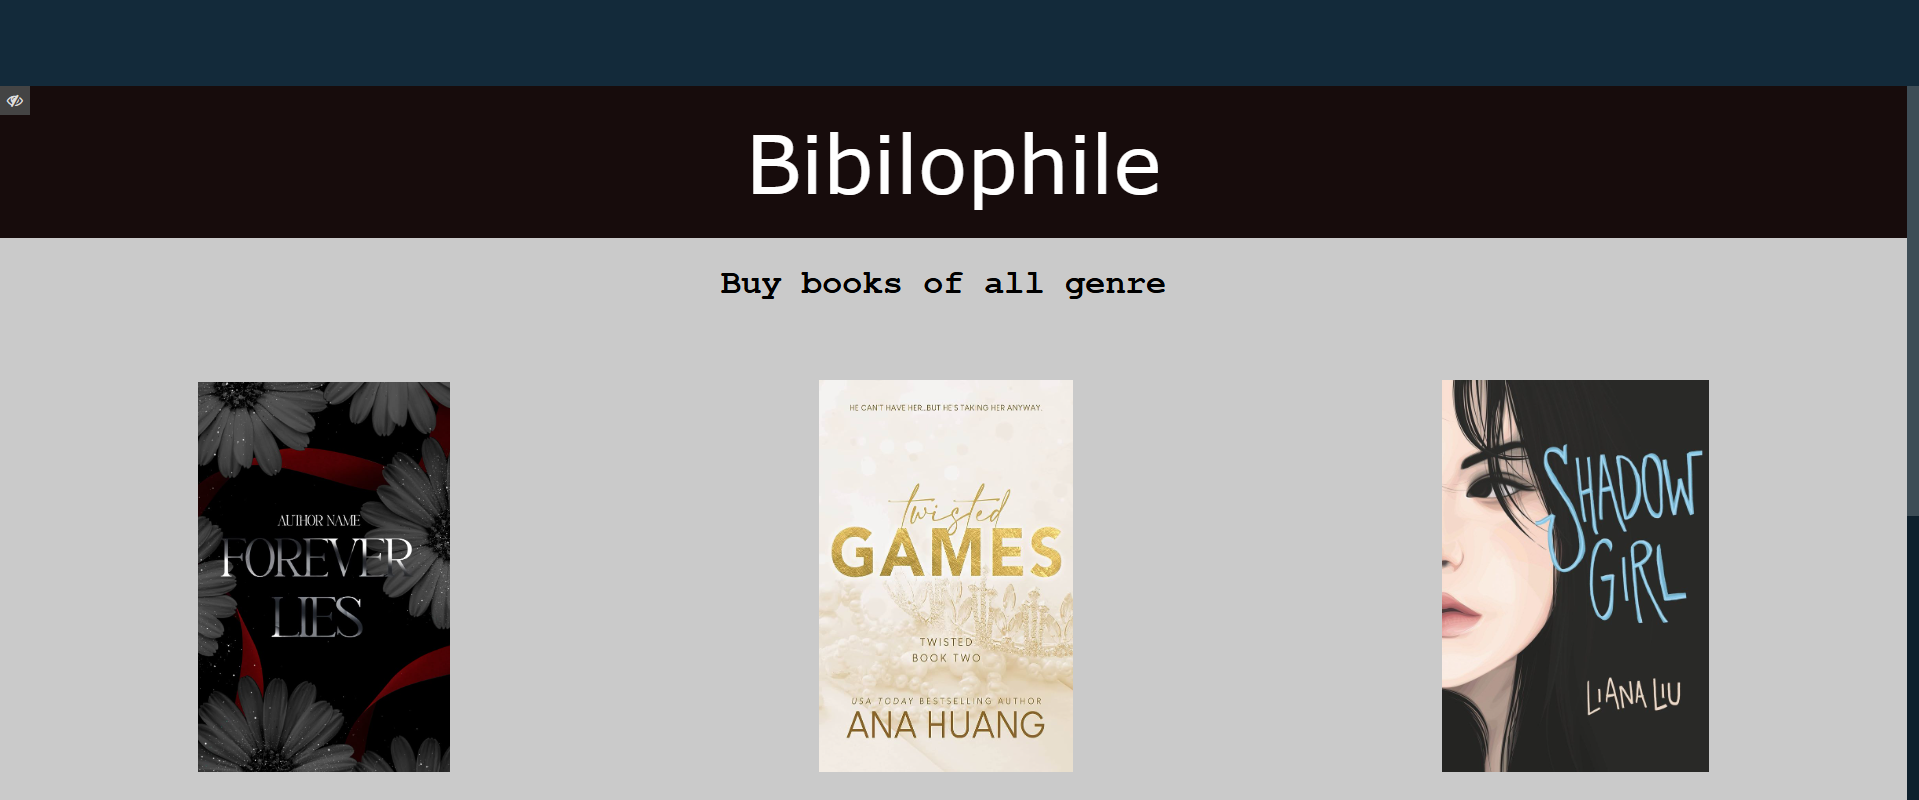 Bibilophile
Buy books of all genre
AUTHOR NAME
FOREVER
LIES
HE CAN'T HAVE HER...BUT HE'S TAKING HER ANYWAY.
twisted
GAMES
TWISTED
BOOK TWO
USA TODAY BESTSELLING AUTHOR
ANA HUANG
SHADOW
GIRL
LIANA LIU